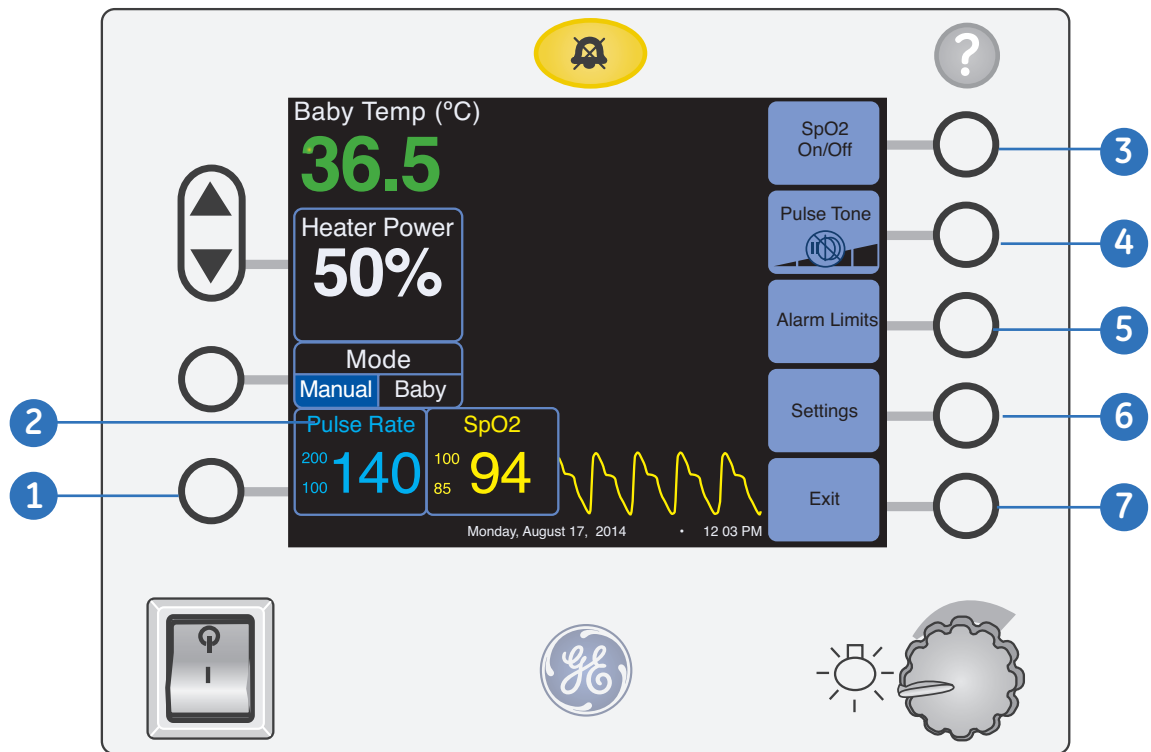 ?
Baby Temp (ºC)
36.5
SpO2
On/Off
3
Pulse Tone
4
Heater Power
50%
Alarm Limits
5
Mode
Manual Baby
Settings
6
2
Pulse Rate
200
100
140
SpO2
100
85
94
1
Exit
7
Monday, August 17, 2014 • 12 03 PM
GE